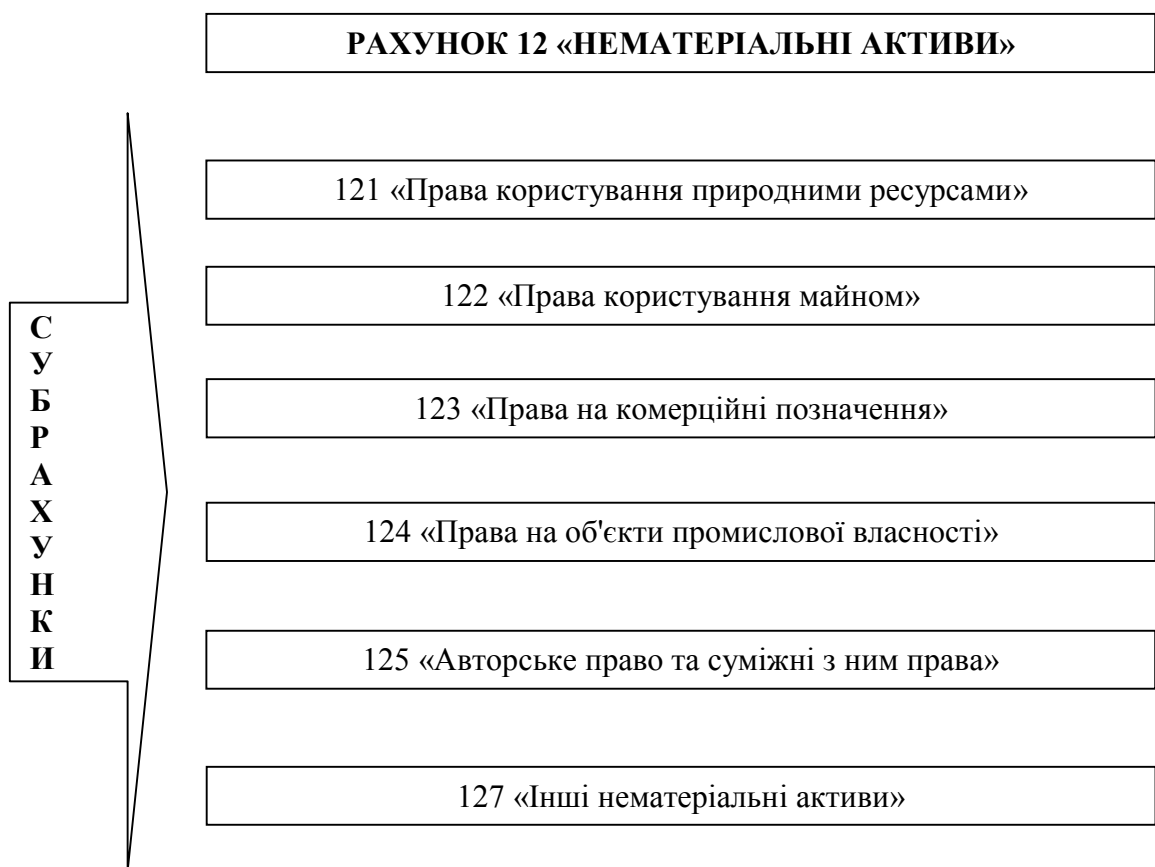 РАХУНОК 12 «НЕМАТЕРІАЛЬНІ АКТИВИ»
121 «Права користування природними ресурсами»
122 «Права користування майном»
123 «Права на комерційні позначення»
124 «Права на об'єкти промислової власності»
125 «Авторське право та суміжні з ним права»
127 «Інші нематеріальні активи»
С
У
Б
Р
А
Х
У
Н
К
И